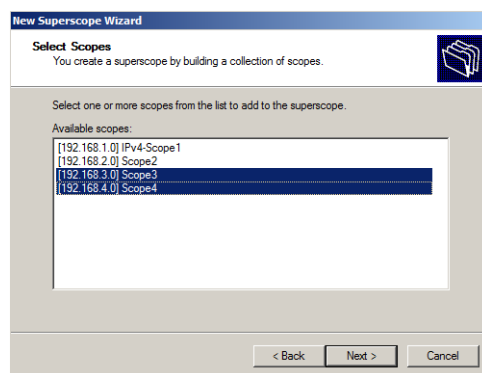 New Superscope Wizard
Select Scopes
You create a superscope by building a collection of scopes.
Select one or more scopes from the list to add to the superscope.
Available scopes:
[192.168.1.0] IPv4-Scope1
[192.168.2.0] Scope2
[192.168.3.0] Scope3
[192.168.4.0] Scope4
< Back Next > Cancel